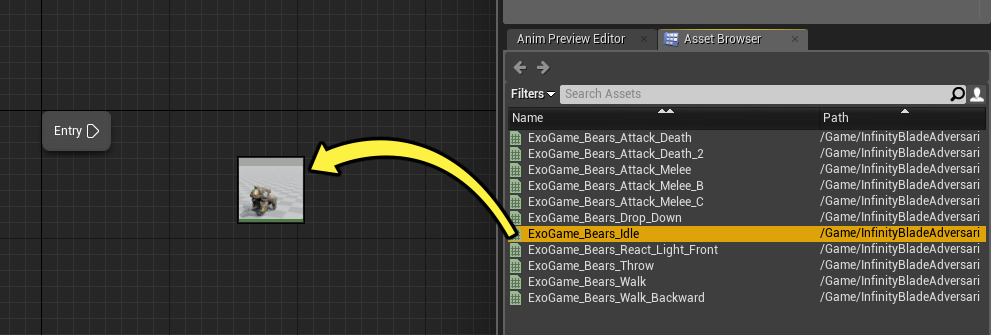 Anim Preview Editor
Asset Browser
Filters
Search Assets
Name Path
Entry
ExoGame_Bears_Attack_Death /Game/InfinityBladeAdversari
ExoGame_Bears_Attack_Death_2 /Game/InfinityBladeAdversari
ExoGame_Bears_Attack_Melee /Game/InfinityBladeAdversari
ExoGame_Bears_Attack_Melee_B /Game/InfinityBladeAdversari
ExoGame_Bears_Attack_Melee_C /Game/InfinityBladeAdversari
ExoGame_Bears_Drop_Down /Game/InfinityBladeAdversari
ExoGame_Bears_Idle /Game/InfinityBladeAdversari
ExoGame_Bears_React_Light_Front /Game/InfinityBladeAdversari
ExoGame_Bears_Throw /Game/InfinityBladeAdversari
ExoGame_Bears_Walk /Game/InfinityBladeAdversari
ExoGame_Bears_Walk_Backward /Game/InfinityBladeAdversari